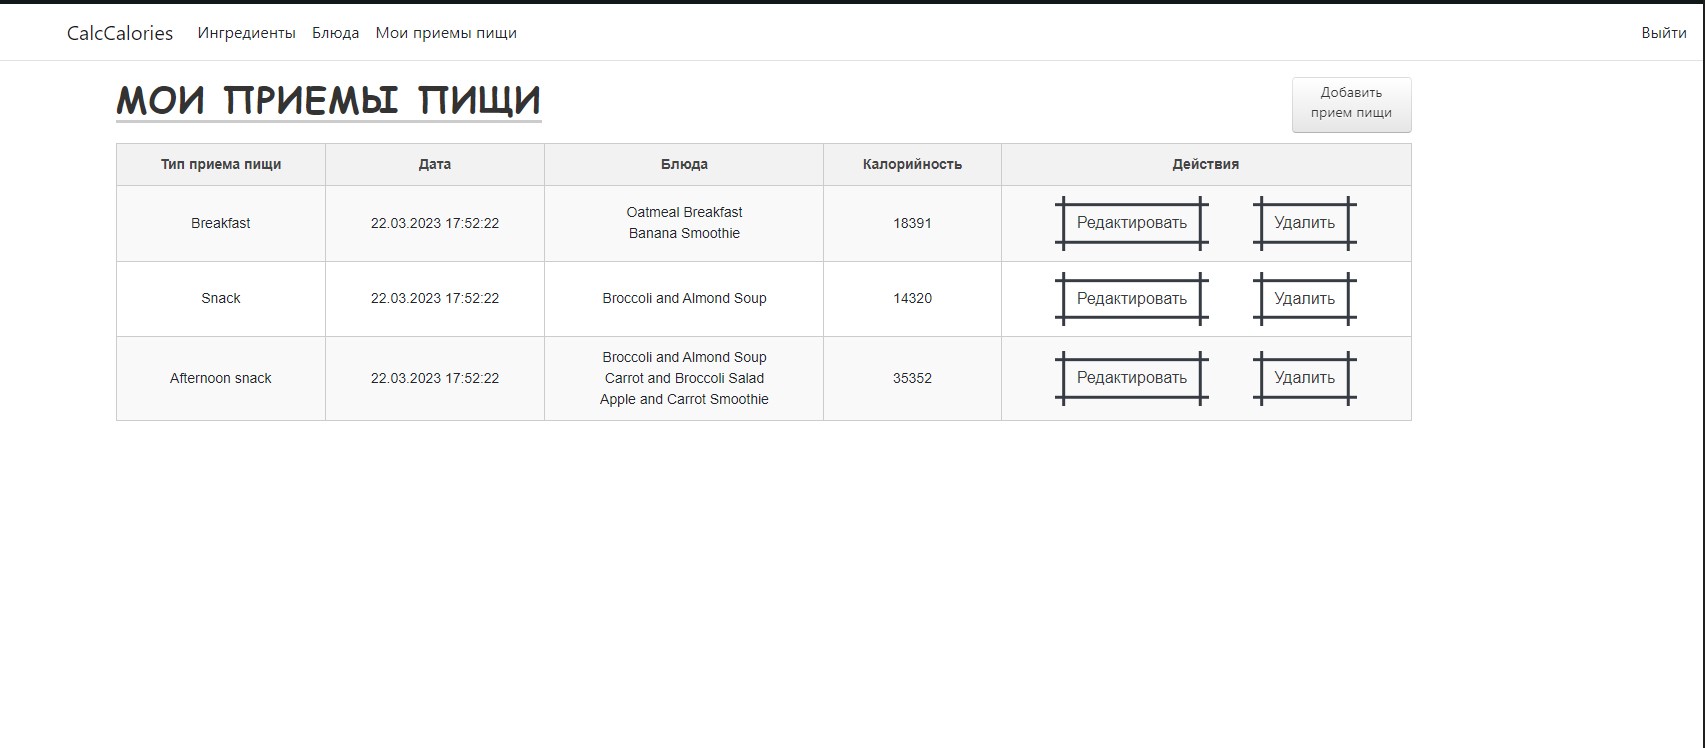 CalcCalories Ингредиенты Блюда Мои приемы пищи Выйти
МОИ ПРИЕМЫ ПИЩИ
Добавить
прием пищи
Тип приема пищи Дата Блюда Калорийность Действия
Breakfast 22.03.2023 17:52:22 Oatmeal Breakfast 18391 Редактировать Удалить
Banana Smoothie
Snack 22.03.2023 17:52:22 Broccoli and Almond Soup 14320 Редактировать Удалить
Broccoli and Almond Soup
Afternoon snack 22.03.2023 17:52:22 Carrot and Broccoli Salad 35352 Редактировать Удалить
Apple and Carrot Smoothie